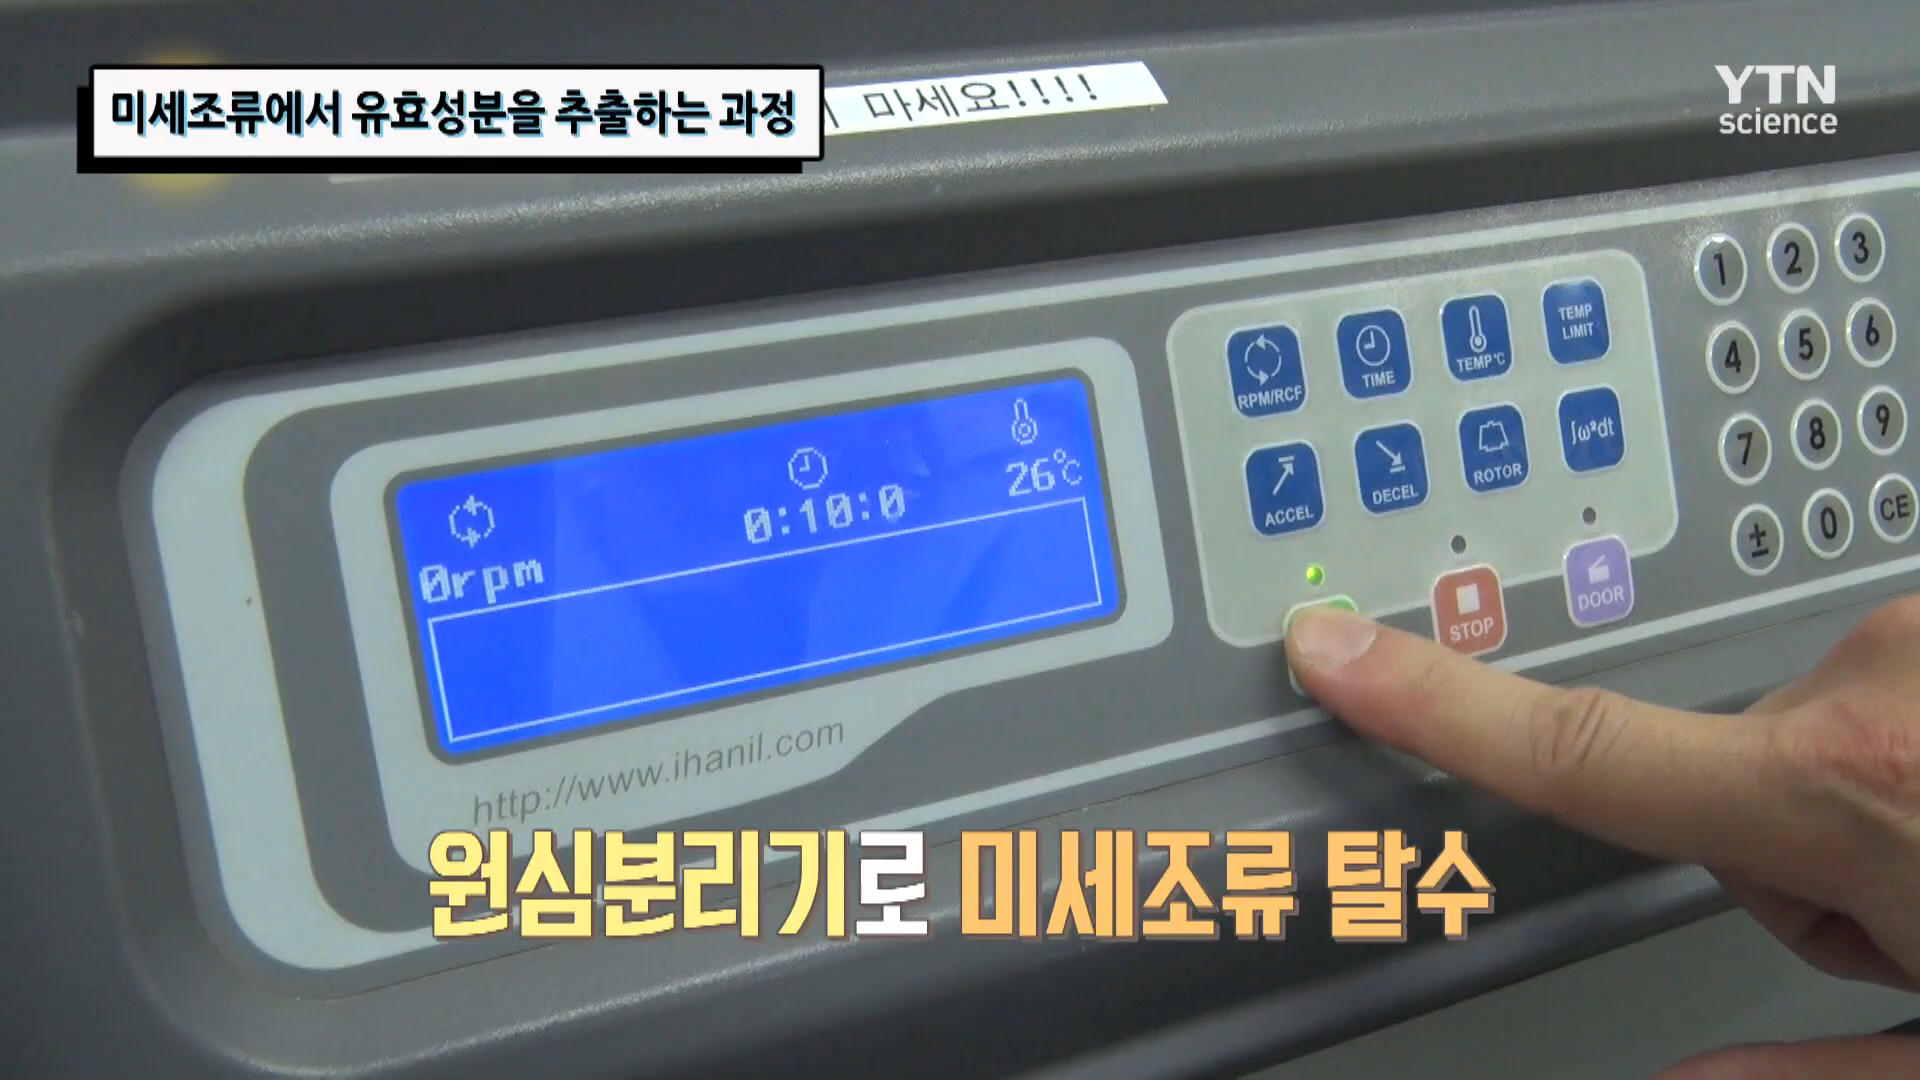 미세조류에서 유효성분을 추출하는 과정
마세요!!!!
YTN
science
RPM/RCF
TIME
TEMP℃
TEMP
LIMIT
ACCEL
DECEL
ROTOR
∫ω²dt
STOP
DOOR
1 2 3
4 5 6
7 8 9
± 0 CE
26℃
0:10:0
0rpm
http://www.ihanil.com
원심분리기로 미세조류 탈수